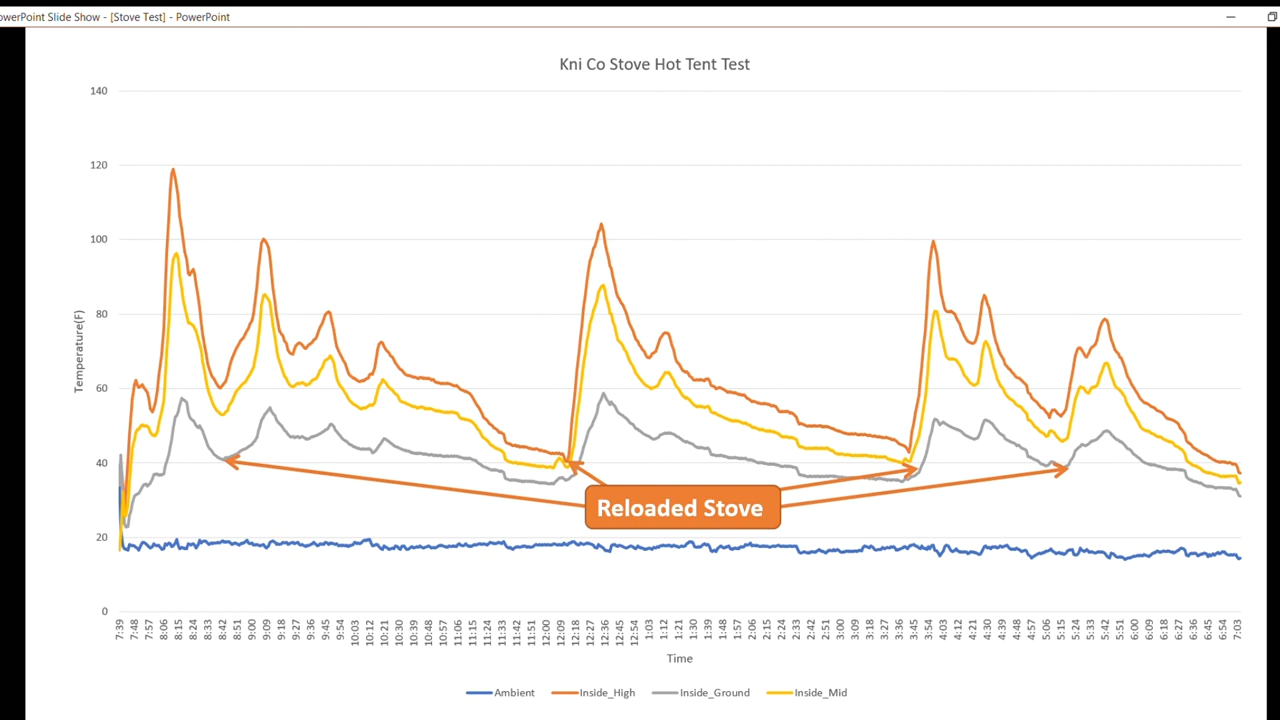 owerPoint Slide Show - [Stove Test] - PowerPoint
Kni Co Stove Hot Tent Test
140
120
100
80
60
40
20
0
Temperature(F)
Reloaded Stove
7:39 7:48 7:57 8:06 8:15 8:24 8:33 8:42 8:51 9:00 9:09 9:18 9:27 9:36 9:45 9:54 10:03 10:12 10:21 10:30 10:39 10:48 10:57 11:06 11:15 11:24 11:33 11:42 11:51 12:00 12:09 12:18 12:27 12:36 12:45 12:54 1:03 1:12 1:21 1:30 1:39 1:48 1:57 2:06 2:15 2:24 2:33 2:42 2:51 3:00 3:09 3:18 3:27 3:36 3:45 3:54 4:03 4:12 4:21 4:30 4:39 4:48 4:57 5:06 5:15 5:24 5:33 5:42 5:51 6:00 6:09 6:18 6:27 6:36 6:45 6:54 7:03
Time
Ambient Inside_High Inside_Ground Inside_Mid